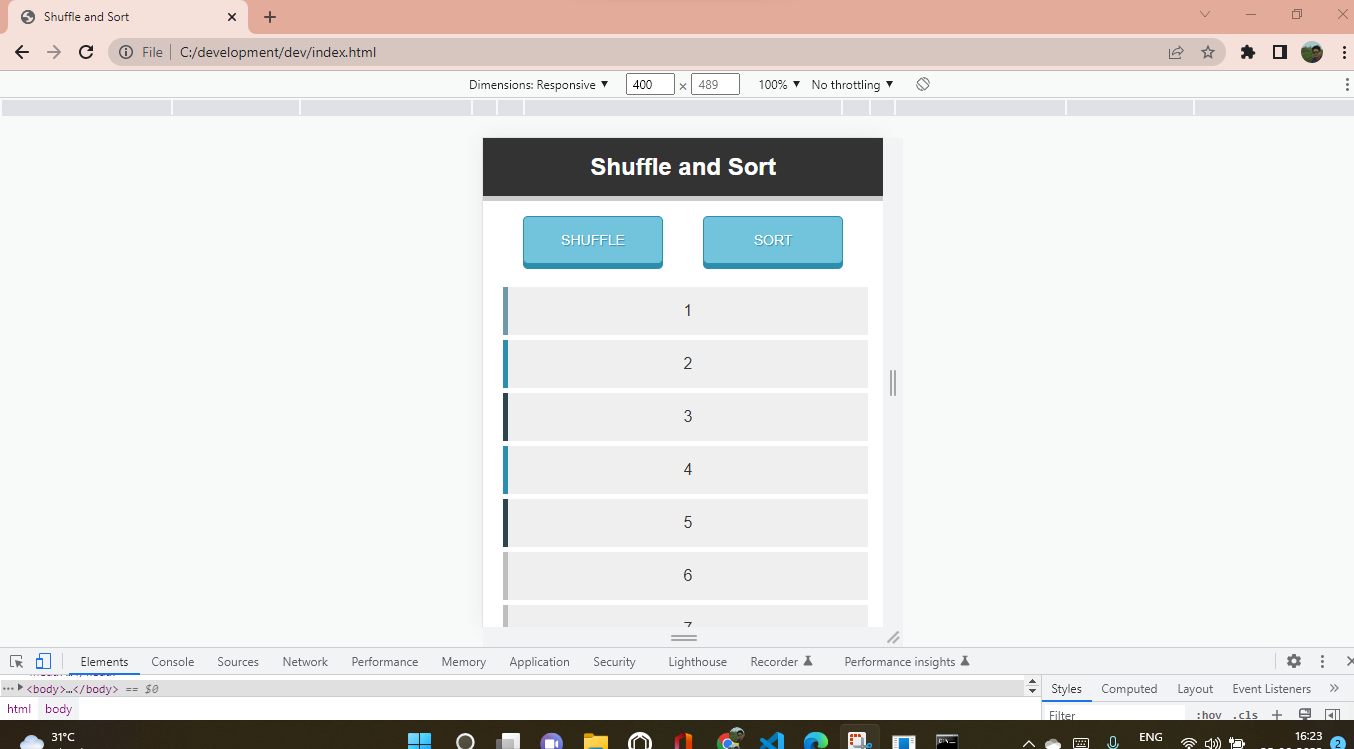 Shuffle and Sort
File C:/development/dev/index.html
Dimensions: Responsive 400 × 489 100% No throttling
Shuffle and Sort
SHUFFLE SORT
1
2
3
4
5
6
7
Elements Console Sources Network Performance Memory Application Security Lighthouse Recorder Performance insights
<body>…</body> == $0
Styles Computed Layout Event Listeners »
html body
Filter :hov .cls
31°C
ENG
16:23
2